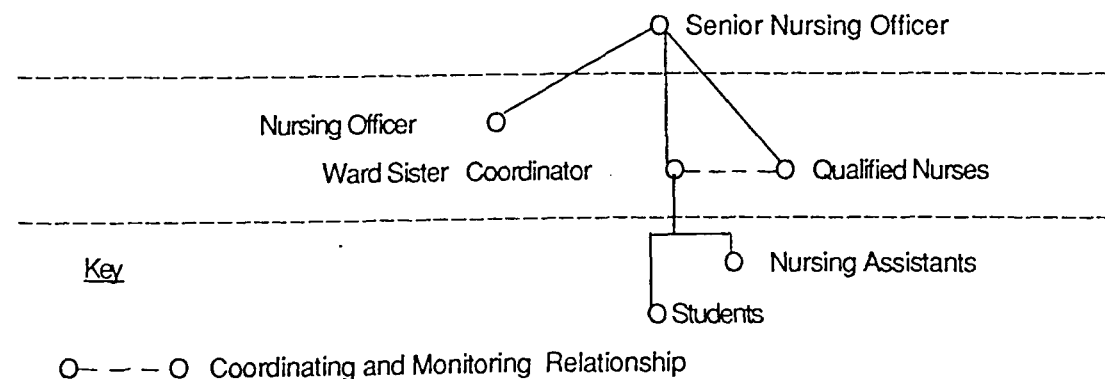 Senior Nursing Officer
Nursing Officer
Ward Sister Coordinator
Qualified Nurses
Key
Nursing Assistants
Students
Coordinating and Monitoring Relationship